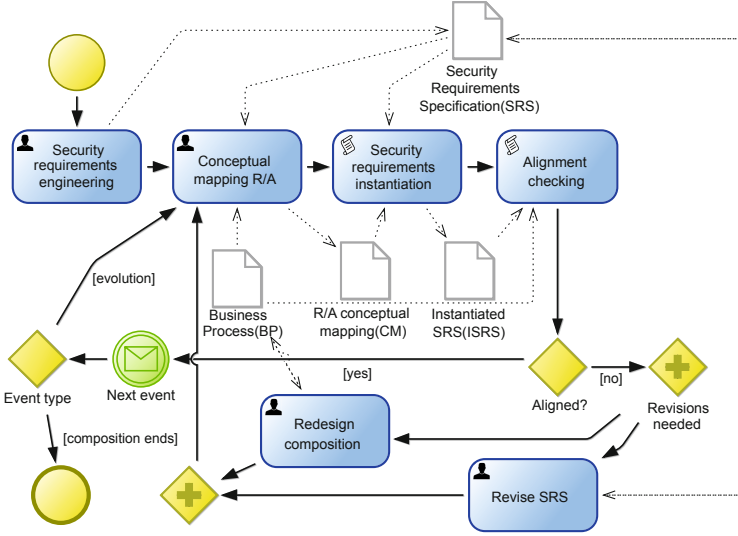 Security
Requirements
Specification(SRS)
Security
requirements
engineering
Conceptual
mapping R/A
Security
requirements
instantiation
Alignment
checking
[evolution]
Business
Process(BP)
R/A conceptual
mapping(CM)
Instantiated
SRS(ISRS)
Event type
Next event
[yes]
Aligned?
[no]
Revisions
needed
[composition ends]
Redesign
composition
Revise SRS